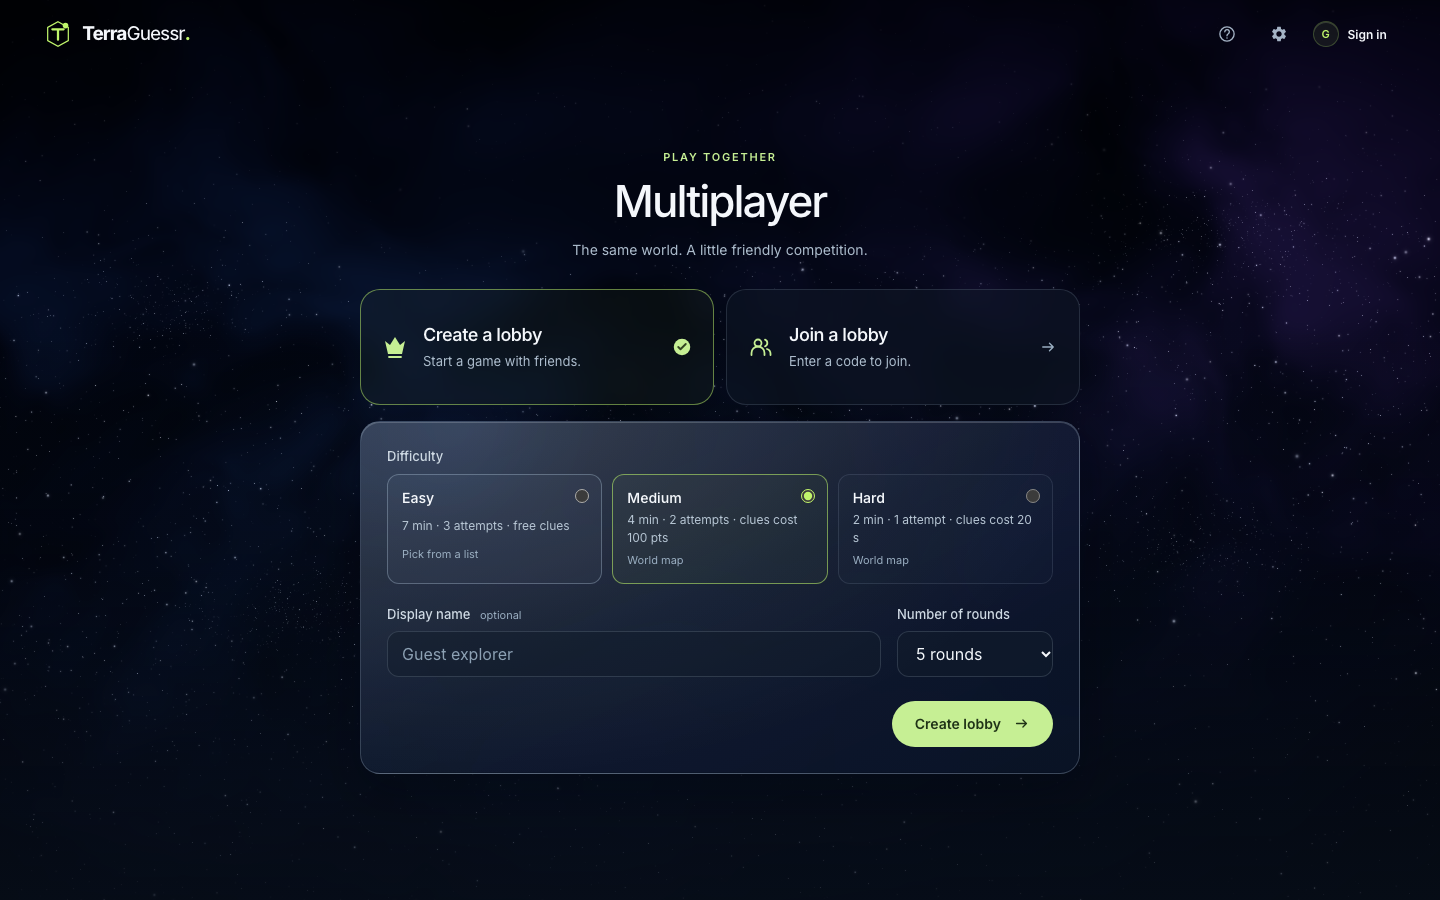 TerraGuessr.
G Sign in
PLAY TOGETHER
Multiplayer
The same world. A little friendly competition.
Create a lobby
Start a game with friends.
Join a lobby
Enter a code to join.
Difficulty
Easy
7 min · 3 attempts · free clues
Pick from a list
Medium
4 min · 2 attempts · clues cost
100 pts
World map
Hard
2 min · 1 attempt · clues cost 20
s
World map
Display name optional
Guest explorer
Number of rounds
5 rounds
Create lobby